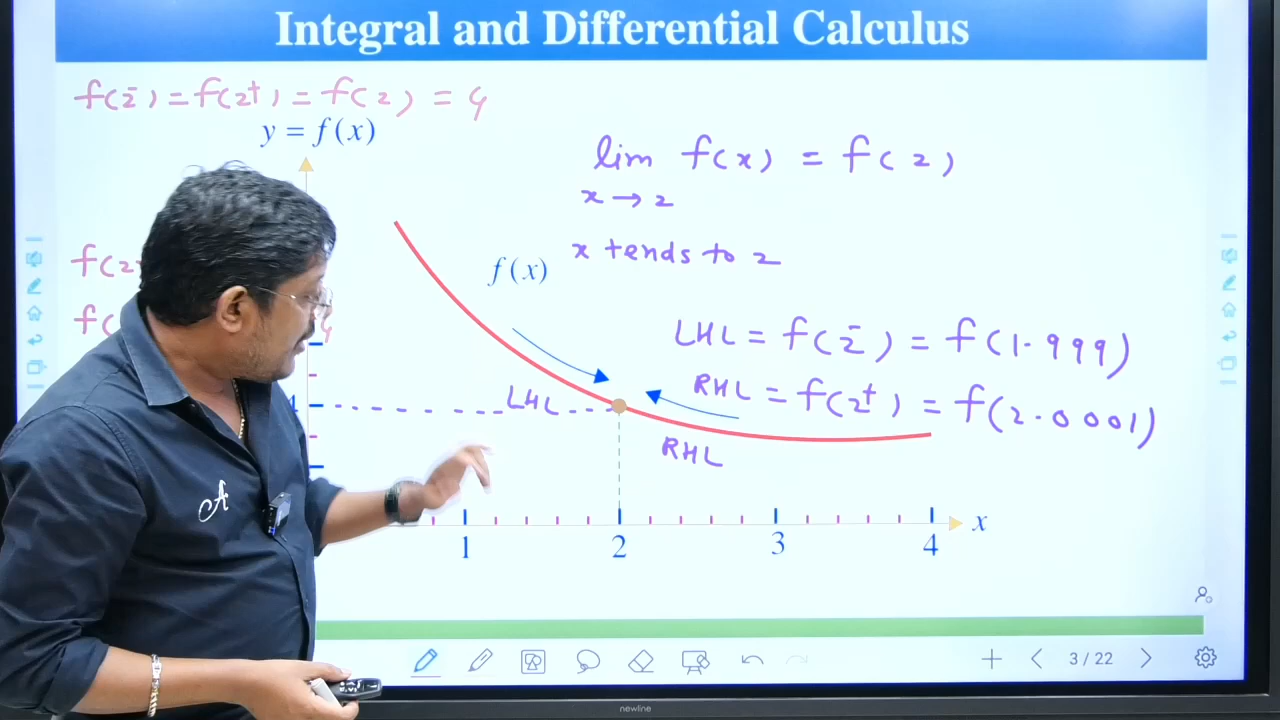 Integral and Differential Calculus
f(2⁻) = f(2⁺) = f(2) = 4
y = f(x)
lim f(x) = f(2)
x → 2
x tends to 2
f(x)
LHL = f(2⁻) = f(1.999)
RHL = f(2⁺) = f(2.0001)
LHL
RHL
1 2 3 4 x
A
3 / 22
newline